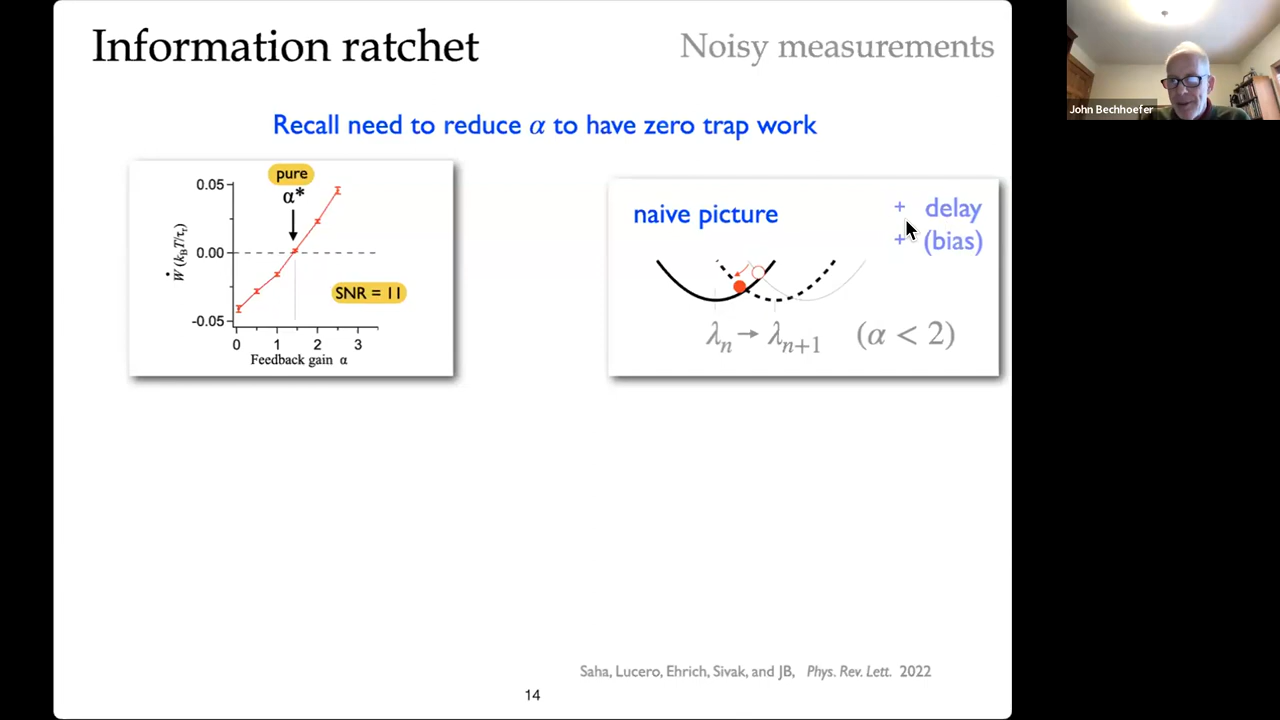 Information ratchet
Noisy measurements
John Bechhoefer
Recall need to reduce α to have zero trap work
pure
α*
0.05
0.00
-0.05
Ẇ (k_BT/τ_r)
SNR = 11
0 1 2 3
Feedback gain α
naive picture
+ delay
+ (bias)
λ_n → λ_{n+1} (α < 2)
Saha, Lucero, Ehrich, Sivak, and JB, Phys. Rev. Lett. 2022
14